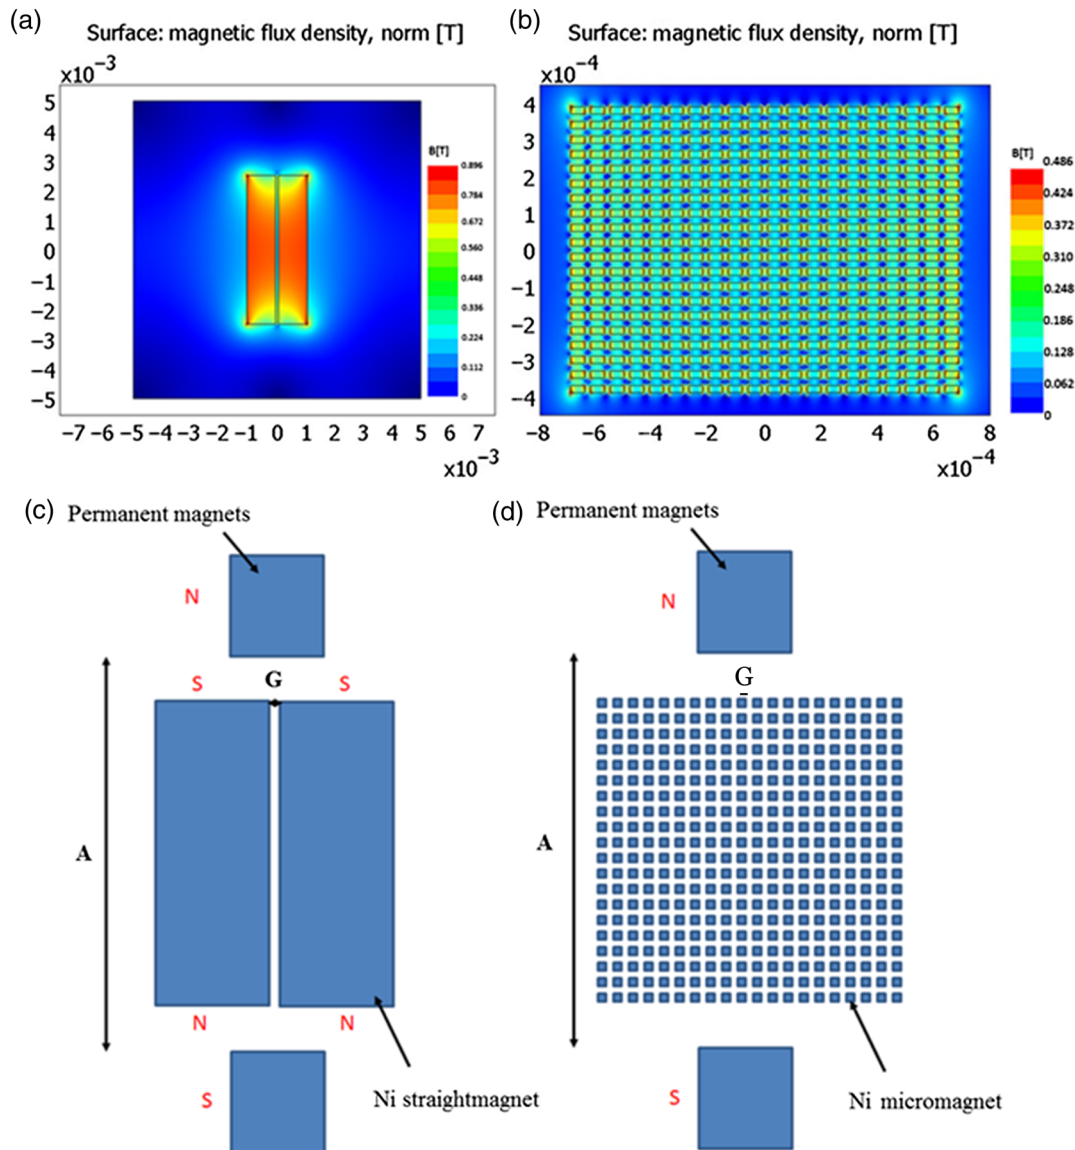 (a)
Surface: magnetic flux density, norm [T]
x10⁻³
5
4
3
2
1
0
−1
−2
−3
−4
−5
−7 −6 −5 −4 −3 −2 −1 0 1 2 3 4 5 6 7
x10⁻³
B[T]
0.896
0.784
0.672
0.560
0.448
0.336
0.224
0.112
0
(b)
Surface: magnetic flux density, norm [T]
x10⁻⁴
4
3
2
1
0
−1
−2
−3
−4
−8 −6 −4 −2 0 2 4 6 8
x10⁻⁴
B[T]
0.486
0.424
0.372
0.310
0.248
0.186
0.128
0.062
0
(c)
Permanent magnets
N
S
G
S
A
N
N
Ni straightmagnet
S
(d)
Permanent magnets
N
G
A
Ni micromagnet
S